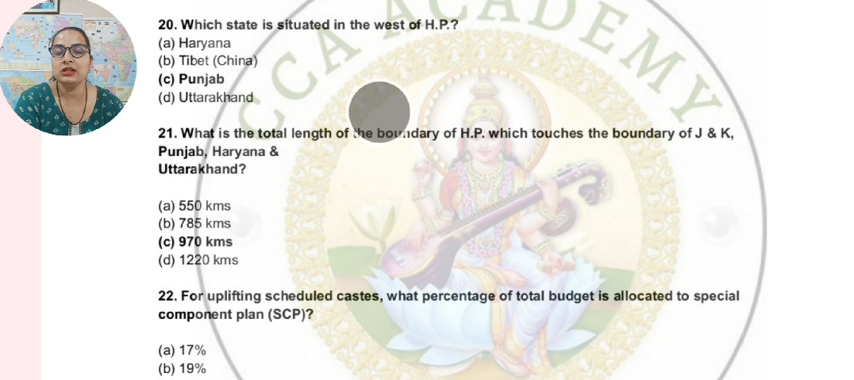 CCA ACADEMY
20. Which state is situated in the west of H.P.?
(a) Haryana
(b) Tibet (China)
(c) Punjab
(d) Uttarakhand
21. What is the total length of the boundary of H.P. which touches the boundary of J & K,
Punjab, Haryana &
Uttarakhand?
(a) 550 kms
(b) 785 kms
(c) 970 kms
(d) 1220 kms
22. For uplifting scheduled castes, what percentage of total budget is allocated to special
component plan (SCP)?
(a) 17%
(b) 19%